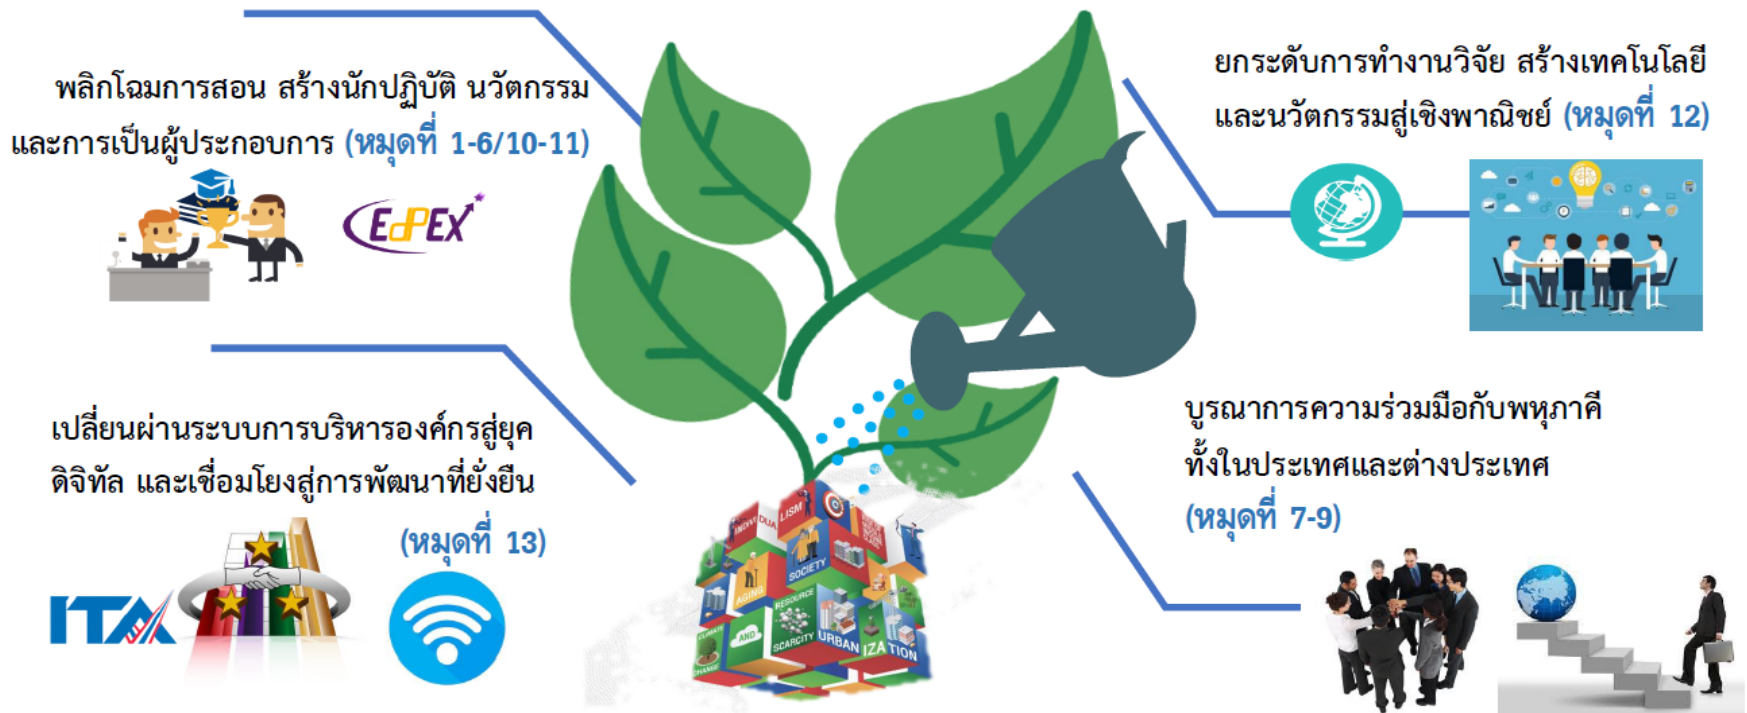 พลิกโฉมการสอน สร้างนักปฏิบัติ นวัตกรรม
และการเป็นผู้ประกอบการ (หมุดที่ 1-6/10-11)
EdPEX
ยกระดับการทำงานวิจัย สร้างเทคโนโลยี
และนวัตกรรมสู่เชิงพาณิชย์ (หมุดที่ 12)
เปลี่ยนผ่านระบบการบริหารองค์กรสู่ยุค
ดิจิทัล และเชื่อมโยงสู่การพัฒนาที่ยั่งยืน
(หมุดที่ 13)
ITA
บูรณาการความร่วมมือกับพหุภาคี
ทั้งในประเทศและต่างประเทศ
(หมุดที่ 7-9)
INDIVI DUA LISM
SOCIETY
AGING
RESOURCE
SCARCITY
CLIMATE
AND
CHANGE
URBAN IZA TION